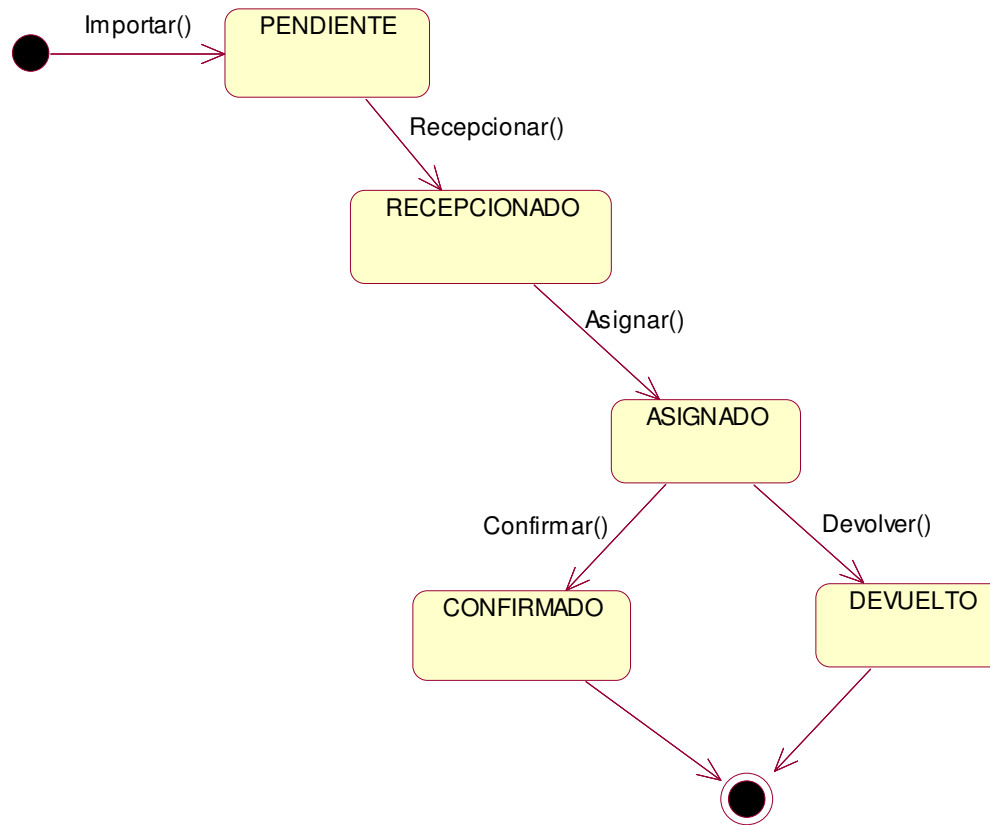 Importar()
PENDIENTE
Recepcionar()
RECEPCIONADO
Asignar()
ASIGNADO
Confirmar()
Devolver()
CONFIRMADO
DEVUELTO